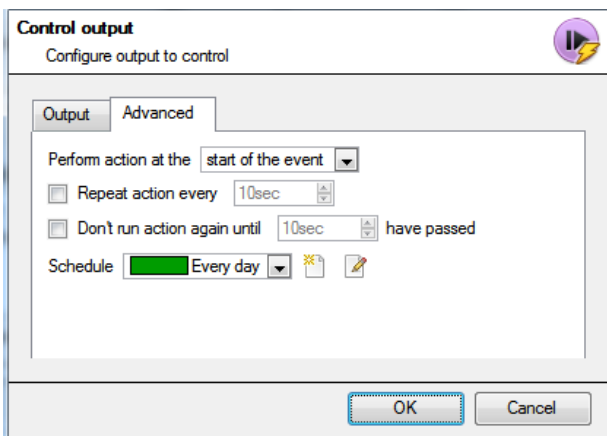 Control output
Configure output to control
Output Advanced
Perform action at the start of the event
Repeat action every 10sec
Don't run action again until 10sec have passed
Schedule Every day
OK Cancel